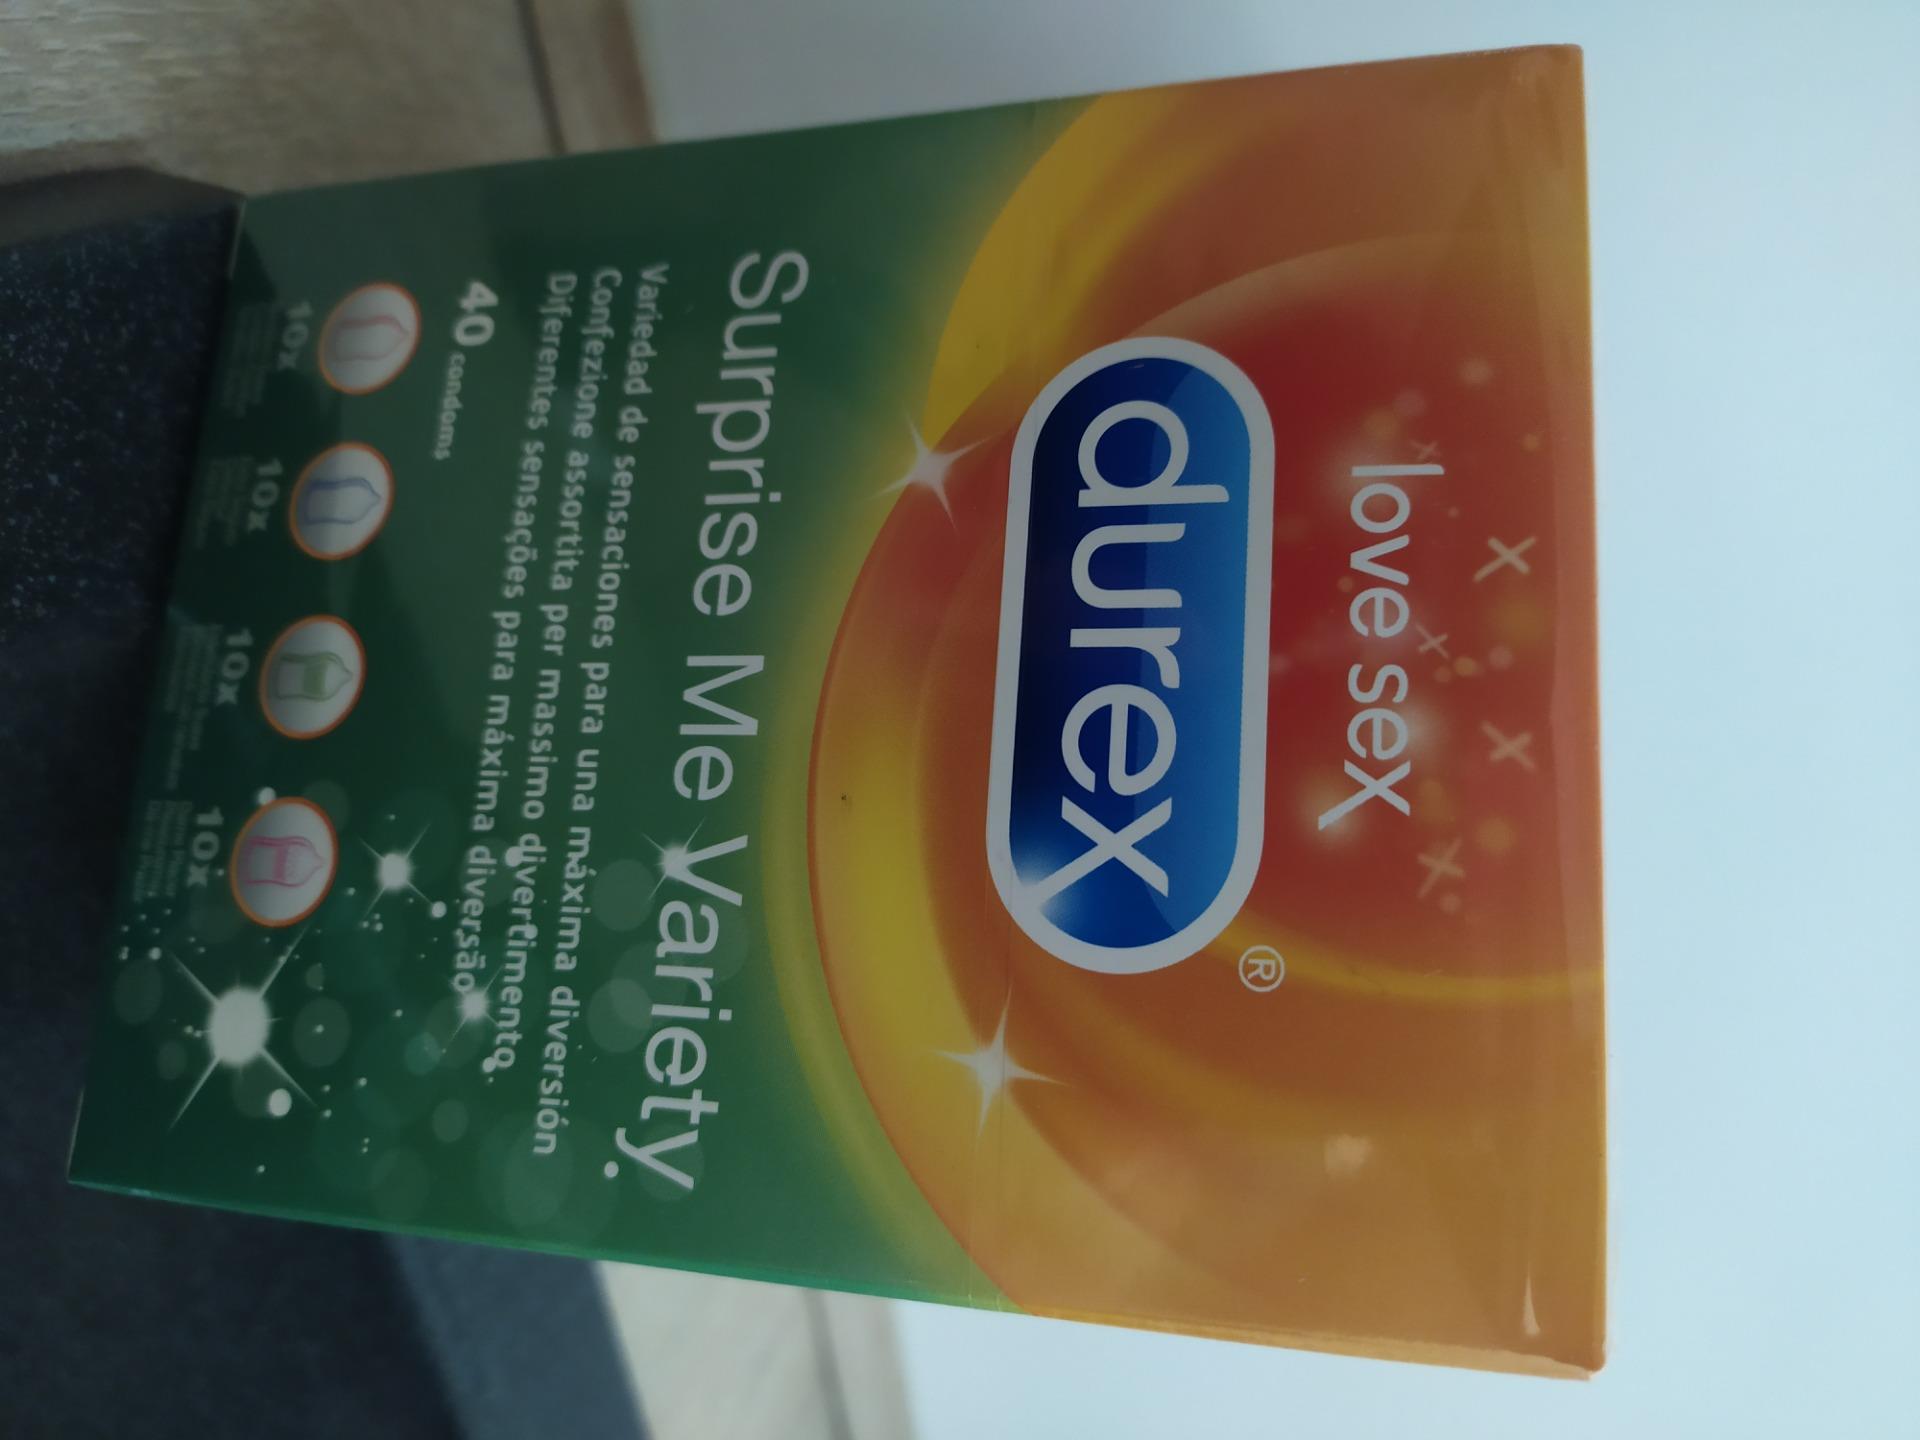 love sex
durex®
Surprise Me Variety
Variedad de sensaciones para una máxima diversión
Confezione assortita per massimo divertimento
Diferentes sensações para máxima diversão
40 condoms
10x
10x
10x
10x